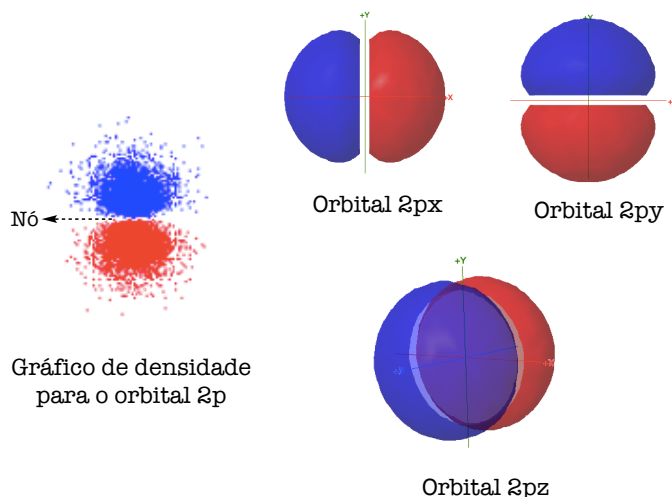 +Y
+Y
X
Orbital 2px
Orbital 2py
Nó
+Y
Gráfico de densidade
para o orbital 2p
Orbital 2pz